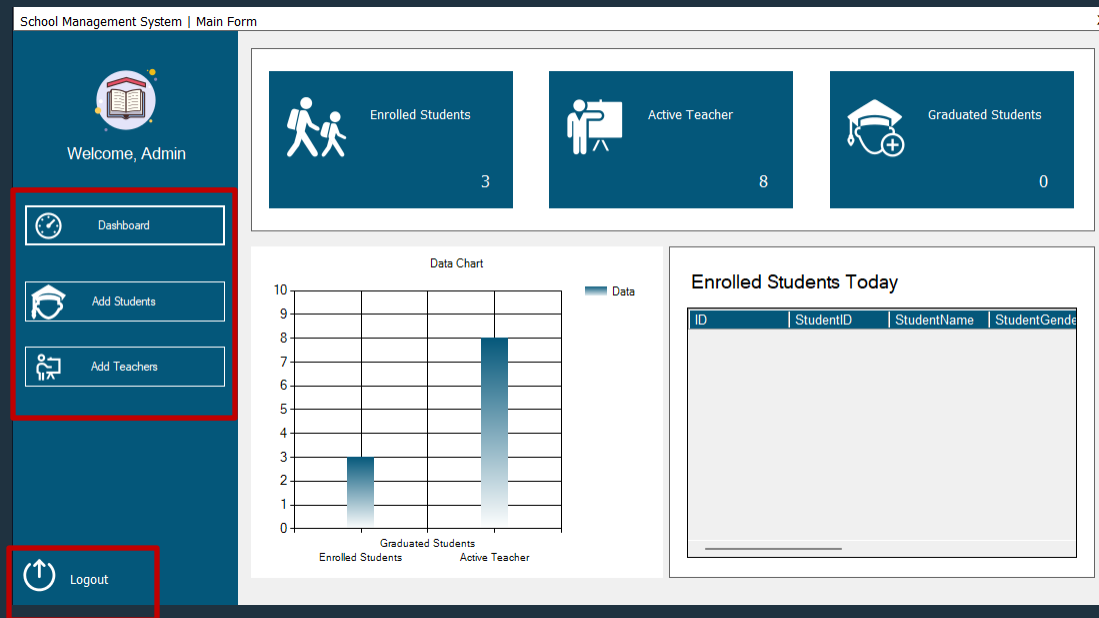 School Management System | Main Form
Welcome, Admin
Dashboard
Add Students
Add Teachers
Logout
Enrolled Students
3
Active Teacher
8
Graduated Students
0
Data Chart
Data
10
9
8
7
6
5
4
3
2
1
0
Graduated Students
Enrolled Students Active Teacher
Enrolled Students Today
ID StudentID StudentName StudentGende